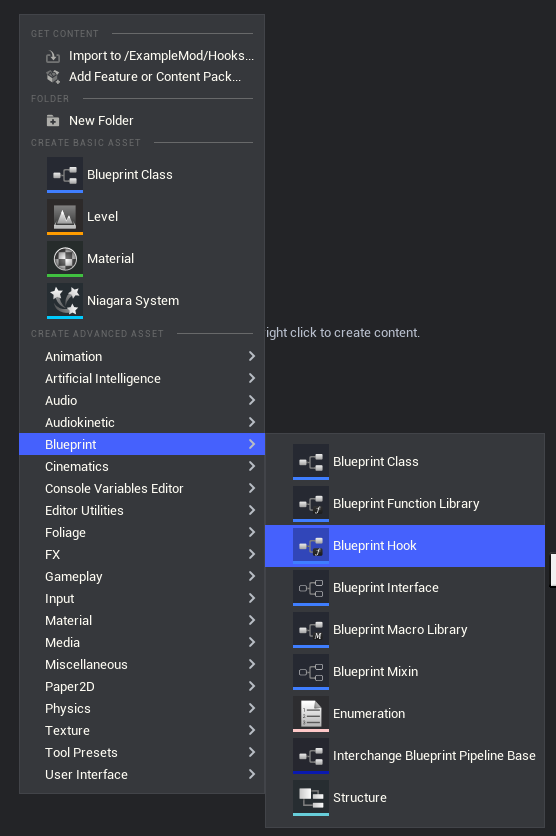 GET CONTENT
Import to /ExampleMod/Hooks...
Add Feature or Content Pack...
FOLDER
New Folder
CREATE BASIC ASSET
Blueprint Class
Level
Material
Niagara System
CREATE ADVANCED ASSET
ight click to create content.
Animation
Artificial Intelligence
Audio
Audiokinetic
Blueprint
Cinematics
Console Variables Editor
Editor Utilities
Foliage
FX
Gameplay
Input
Material
Media
Miscellaneous
Paper2D
Physics
Texture
Tool Presets
User Interface
Blueprint Class
Blueprint Function Library
Blueprint Hook
Blueprint Interface
Blueprint Macro Library
Blueprint Mixin
Enumeration
Interchange Blueprint Pipeline Base
Structure